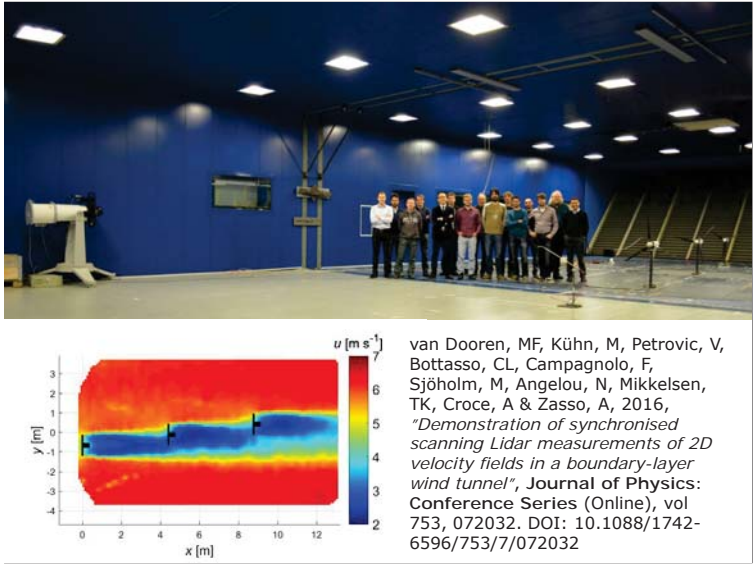 u [m s-1]
7
6
5
4
3
2
3
2
1
0
-1
-2
-3
-4
y [m]
0
2
4
6
8
10
12
x [m]
van Dooren, MF, Kühn, M, Petrovic, V,
Bottasso, CL, Campagnolo, F,
Sjöholm, M, Angelou, N, Mikkelsen,
TK, Croce, A & Zasso, A, 2016,
"Demonstration of synchronised
scanning Lidar measurements of 2D
velocity fields in a boundary-layer
wind tunnel", Journal of Physics:
Conference Series (Online), vol
753, 072032. DOI: 10.1088/1742-
6596/753/7/072032